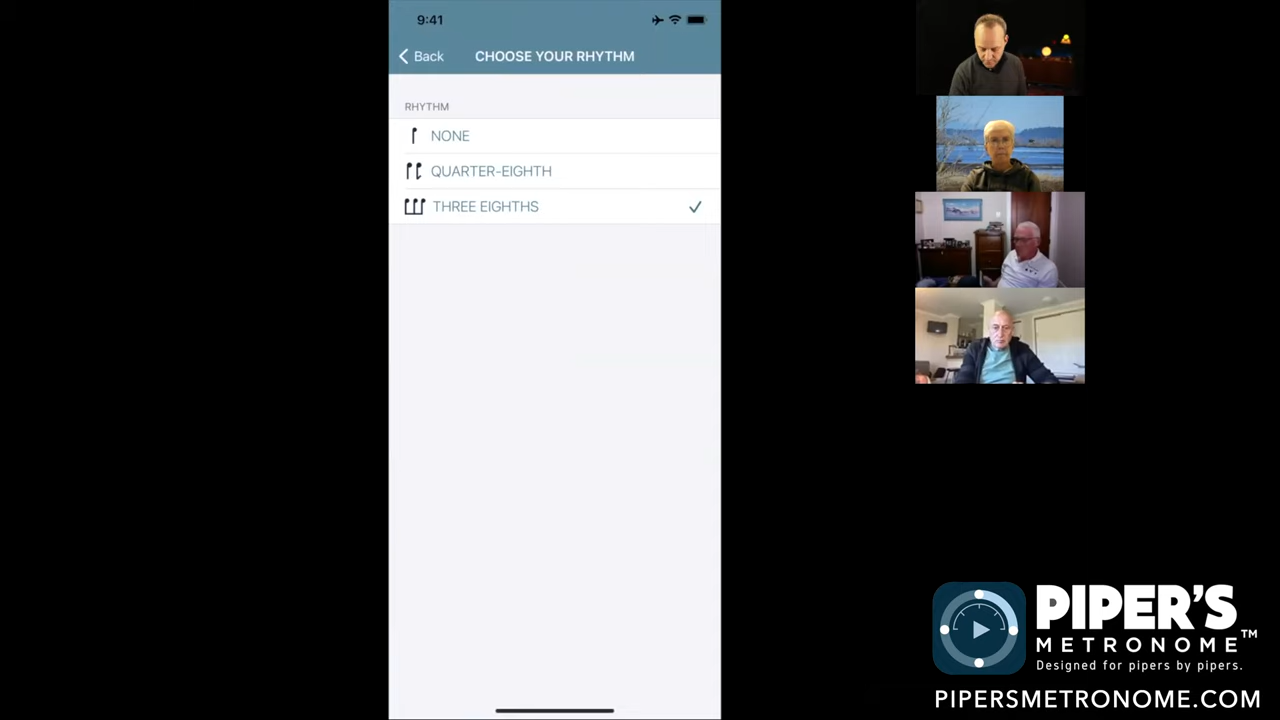 9:41
Back
CHOOSE YOUR RHYTHM
RHYTHM
NONE
QUARTER-EIGHTH
THREE EIGHTHS
PIPER'S
METRONOME™
Designed for pipers by pipers.
PIPERSMETRONOME.COM